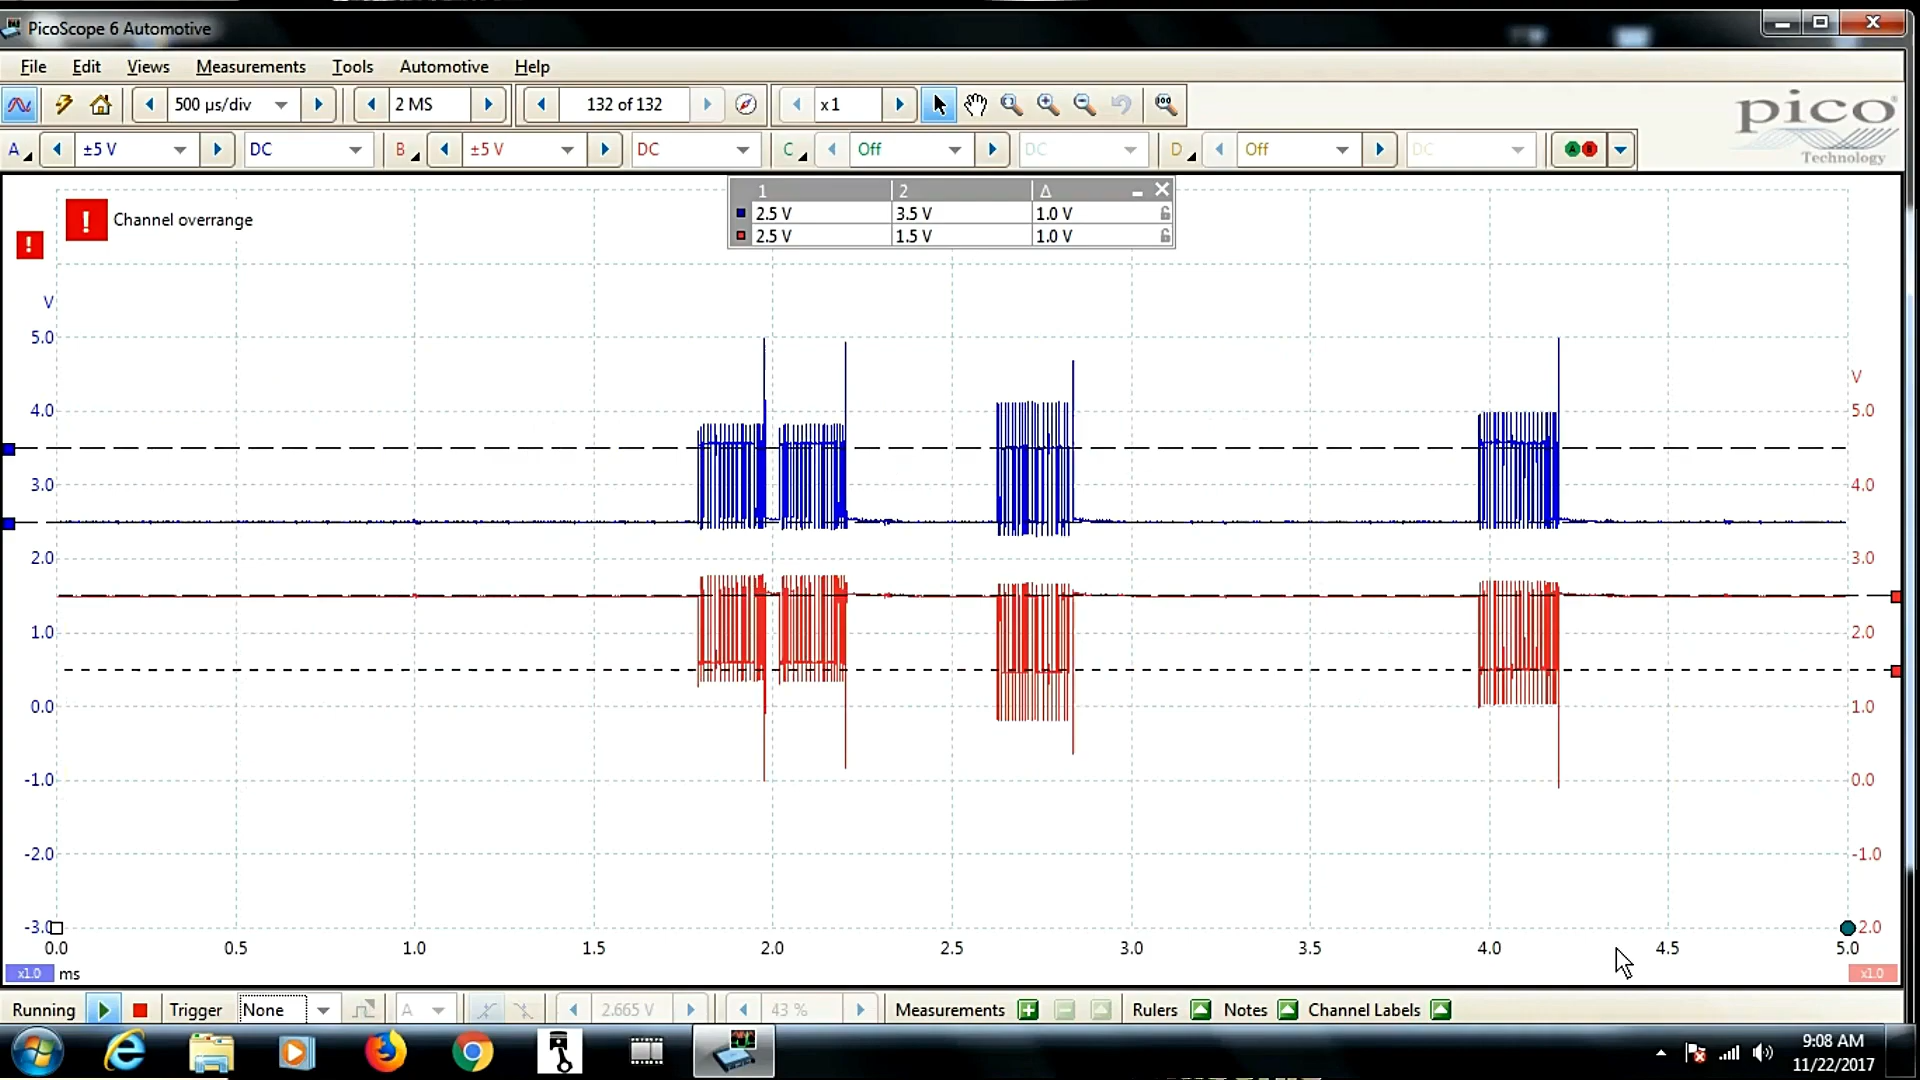 PicoScope 6 Automotive
File Edit Views Measurements Tools Automotive Help
500 µs/div 2 MS 132 of 132 x1
pico
Technology
A ±5 V DC B ±5 V DC C Off DC D Off DC A B
1 2 Δ
2.5 V 3.5 V 1.0 V
2.5 V 1.5 V 1.0 V
! Channel overrange
!
V
5.0
4.0
3.0
2.0
1.0
0.0
-1.0
-2.0
-3.0
V
5.0
4.0
3.0
2.0
1.0
0.0
-1.0
2.0
0.0 0.5 1.0 1.5 2.0 2.5 3.0 3.5 4.0 4.5 5.0
x1.0 ms x1.0
Running Trigger None A 2.665 V 43 % Measurements Rulers Notes Channel Labels
9:08 AM
11/22/2017